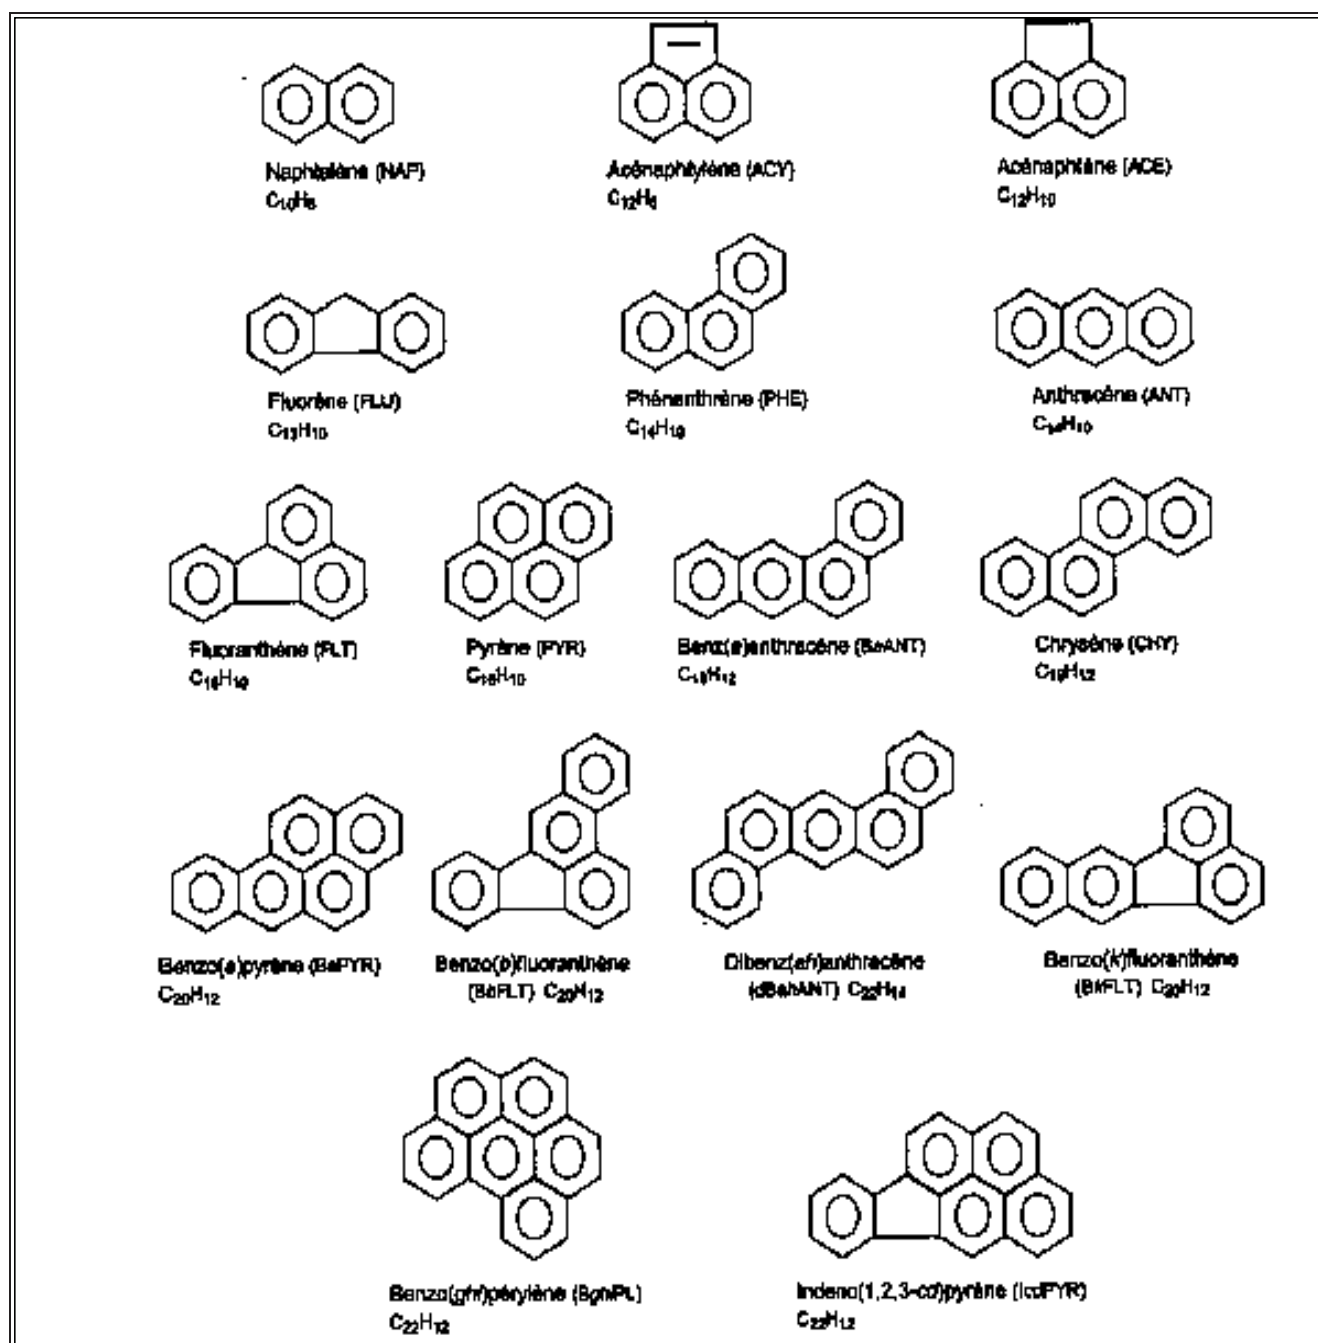 Naphtalène (NAP)
C10H8
Acénaphtylène (ACY)
C12H8
Acénaphtène (ACE)
C12H10
Fluorène (FLU)
C13H10
Phénanthrène (PHE)
C14H10
Anthracène (ANT)
C14H10
Fluoranthène (FLT)
C16H10
Pyrène (PYR)
C16H10
Benz(a)anthracène (BaANT)
C18H12
Chrysène (CHY)
C18H12
Benzo(a)pyrène (BaPYR)
C20H12
Benzo(b)fluoranthène
(BbFLT) C20H12
Dibenz(ah)anthracène
(dBahANT) C22H14
Benzo(k)fluoranthène
(BkFLT) C20H12
Benzo(ghi)pérylène (BghiPL)
C22H12
Indeno(1,2,3-cd)pyrène (IcdPYR)
C22H12